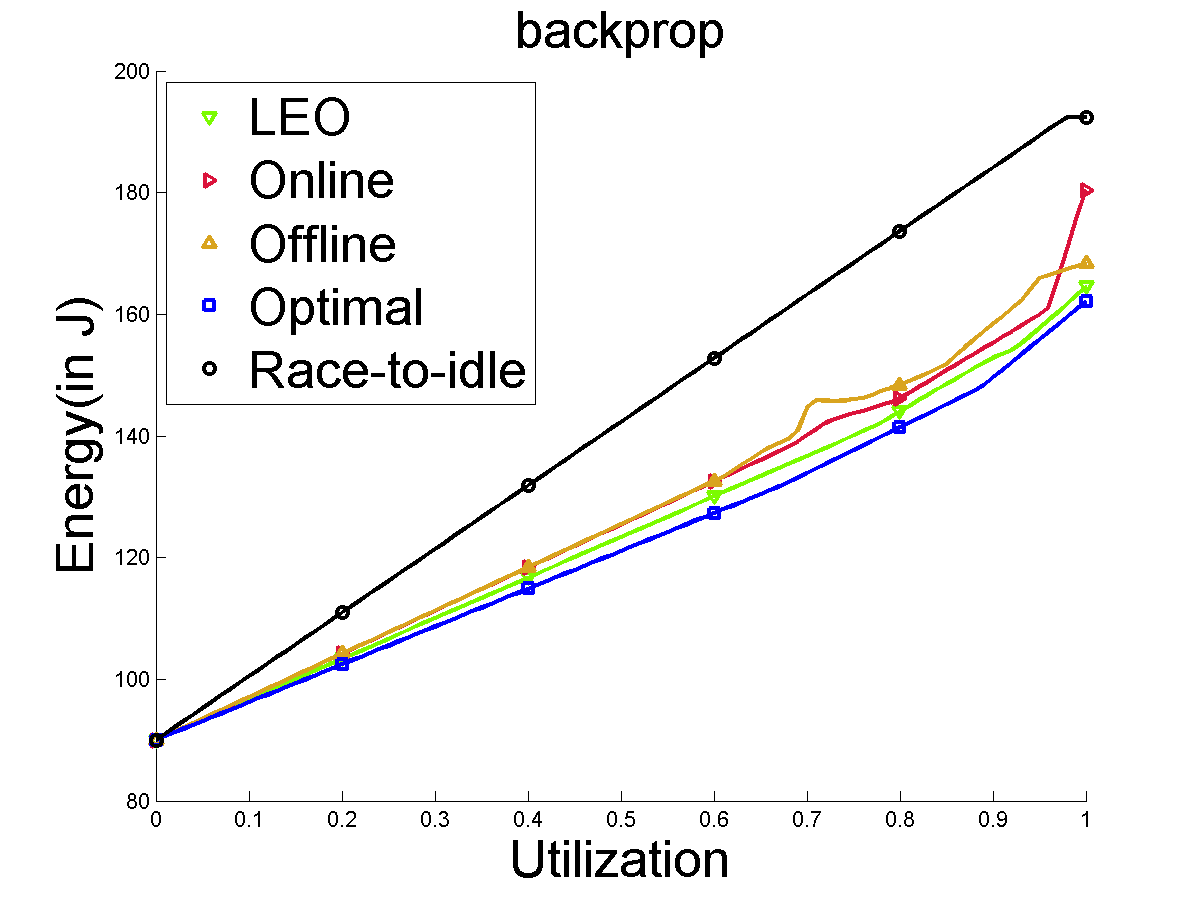 backprop
200
180
160
140
120
100
80
Energy(in J)
LEO
Online
Offline
Optimal
Race-to-idle
0 0.1 0.2 0.3 0.4 0.5 0.6 0.7 0.8 0.9 1
Utilization